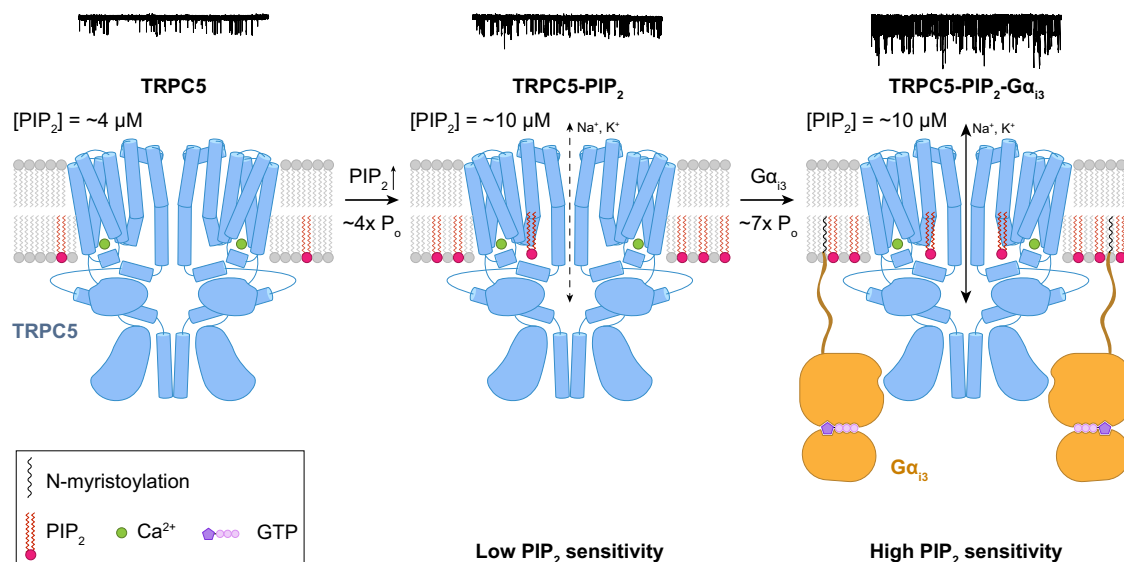 TRPC5
TRPC5-PIP₂
TRPC5-PIP₂-Gαᵢ₃
[PIP₂] = ~4 µM
[PIP₂] = ~10 µM
Na⁺, K⁺
[PIP₂] = ~10 µM
Na⁺, K⁺
PIP₂↑
~4x Pₒ
Gαᵢ₃
~7x Pₒ
TRPC5
Gαᵢ₃
N-myristoylation
PIP₂
Ca²⁺
GTP
Low PIP₂ sensitivity
High PIP₂ sensitivity